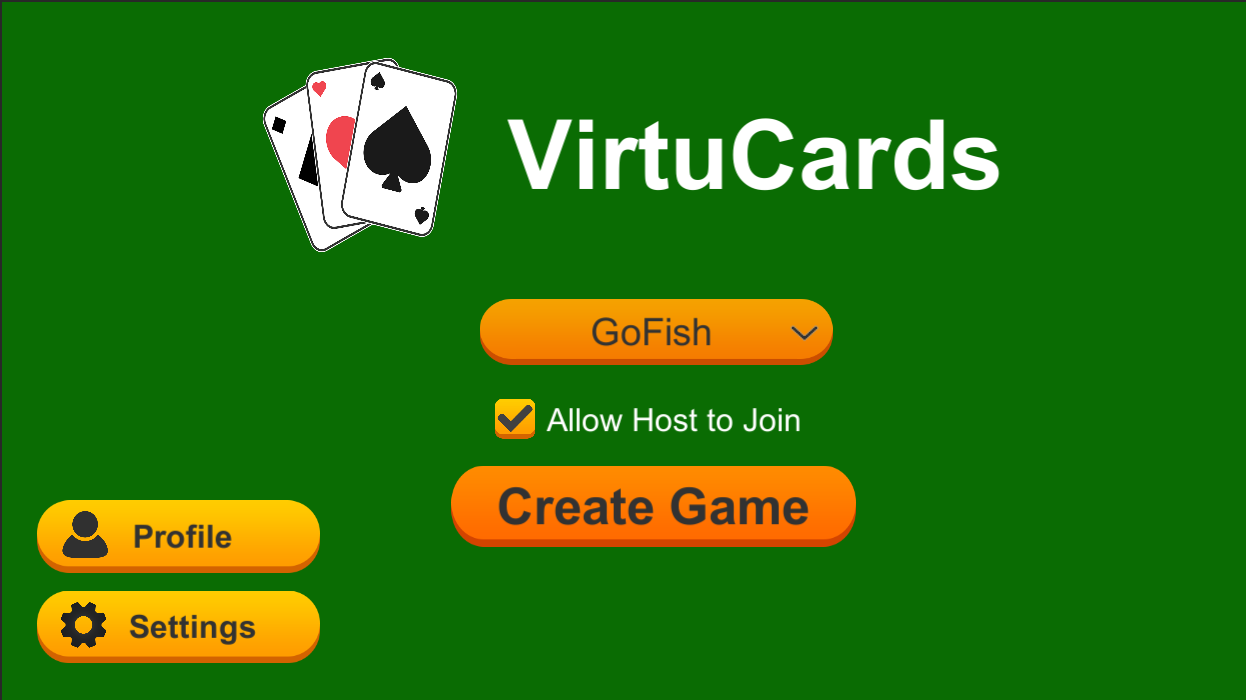 VirtuCards
GoFish
Allow Host to Join
Create Game
Profile
Settings